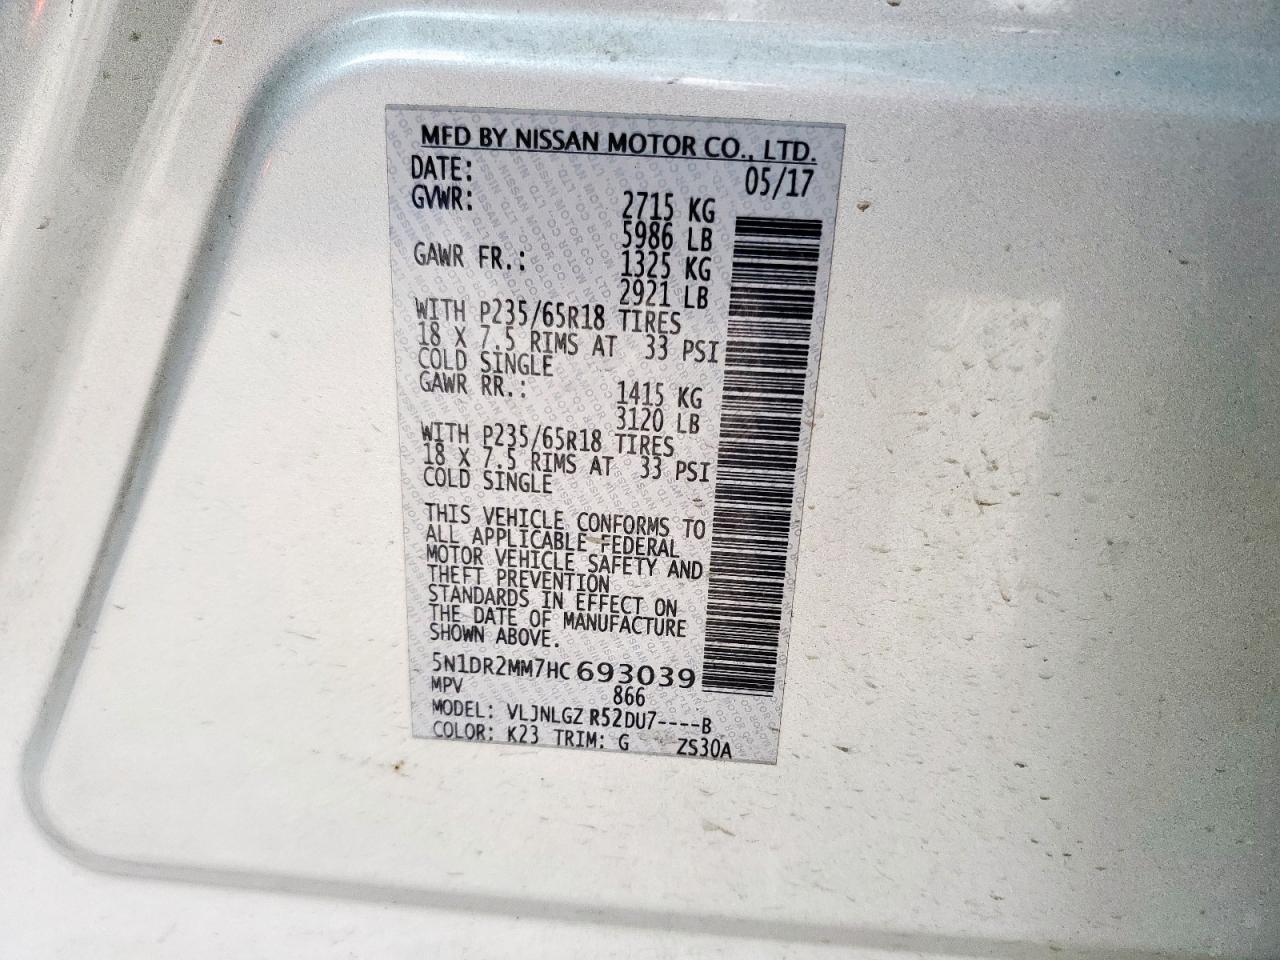 MFD BY NISSAN MOTOR CO., LTD.
DATE: 05/17
GVWR: 2715 KG
5986 LB
GAWR FR.: 1325 KG
2921 LB
WITH P235/65R18 TIRES
18 X 7.5 RIMS AT 33 PSI
COLD SINGLE
GAWR RR.: 1415 KG
3120 LB
WITH P235/65R18 TIRES
18 X 7.5 RIMS AT 33 PSI
COLD SINGLE
THIS VEHICLE CONFORMS TO
ALL APPLICABLE FEDERAL
MOTOR VEHICLE SAFETY AND
THEFT PREVENTION
STANDARDS IN EFFECT ON
THE DATE OF MANUFACTURE
SHOWN ABOVE.
5N1DR2MM7HC693039
MPV 866
MODEL: VLJNLGZ R52DU7----B
COLOR: K23 TRIM: G ZS30A